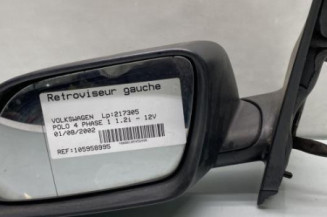 Retroviseur gauche
VOLKSWAGEN Lp:217305
POLO 4 PHASE 1 1.2i - 12V
01/08/2002
REF:105958995